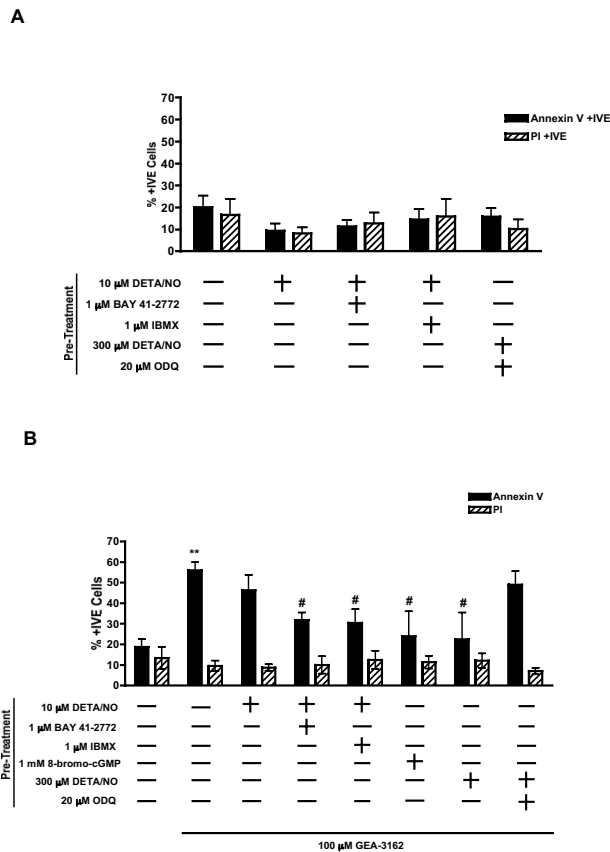 A
70
60
50
40
30
20
10
0
% +IVE Cells
Annexin V +IVE
PI +IVE
Pre-Treatment
10 µM DETA/NO — + + + —
1 µM BAY 41-2772 — — + — —
1 µM IBMX — — — + —
300 µM DETA/NO — — — — +
20 µM ODQ — — — — +
B
Annexin V
PI
70
60
50
40
30
20
10
0
% +IVE Cells
** # # # #
Pre-Treatment
10 µM DETA/NO — — + + + — — —
1 µM BAY 41-2772 — — — + — — — —
1 µM IBMX — — — — + — — —
1 mM 8-bromo-cGMP — — — — — + — —
300 µM DETA/NO — — — — — — + +
20 µM ODQ — — — — — — — +
100 µM GEA-3162